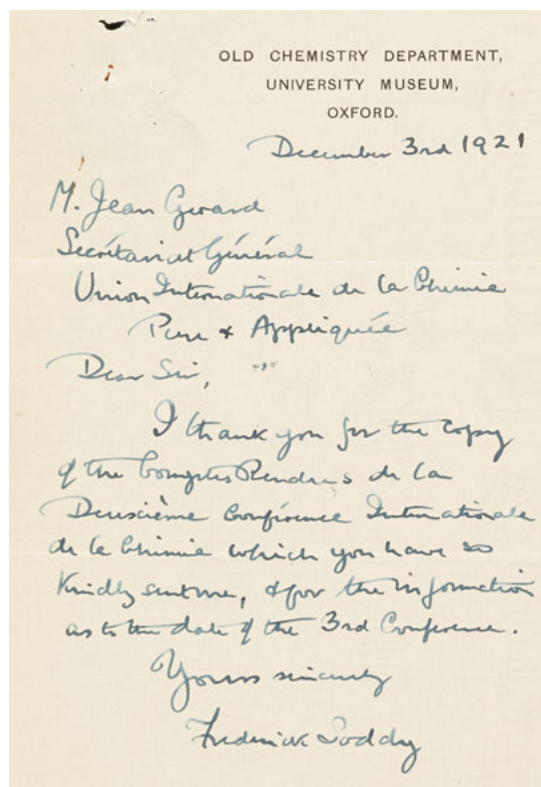 OLD CHEMISTRY DEPARTMENT,
UNIVERSITY MUSEUM,
OXFORD.
December 3rd 1921
M. Jean Gerard
Secrétariat Général
Union Internationale de la Chimie
Pure & Appliquée
Dear Sir,
I thank you for the copy
of the Comptes Rendus de la
Deuxième Conférence Internationale
de la Chimie which you have so
kindly sent me, & for the information
as to the date of the 3rd Conference.
Yours sincerely
Frederick Soddy